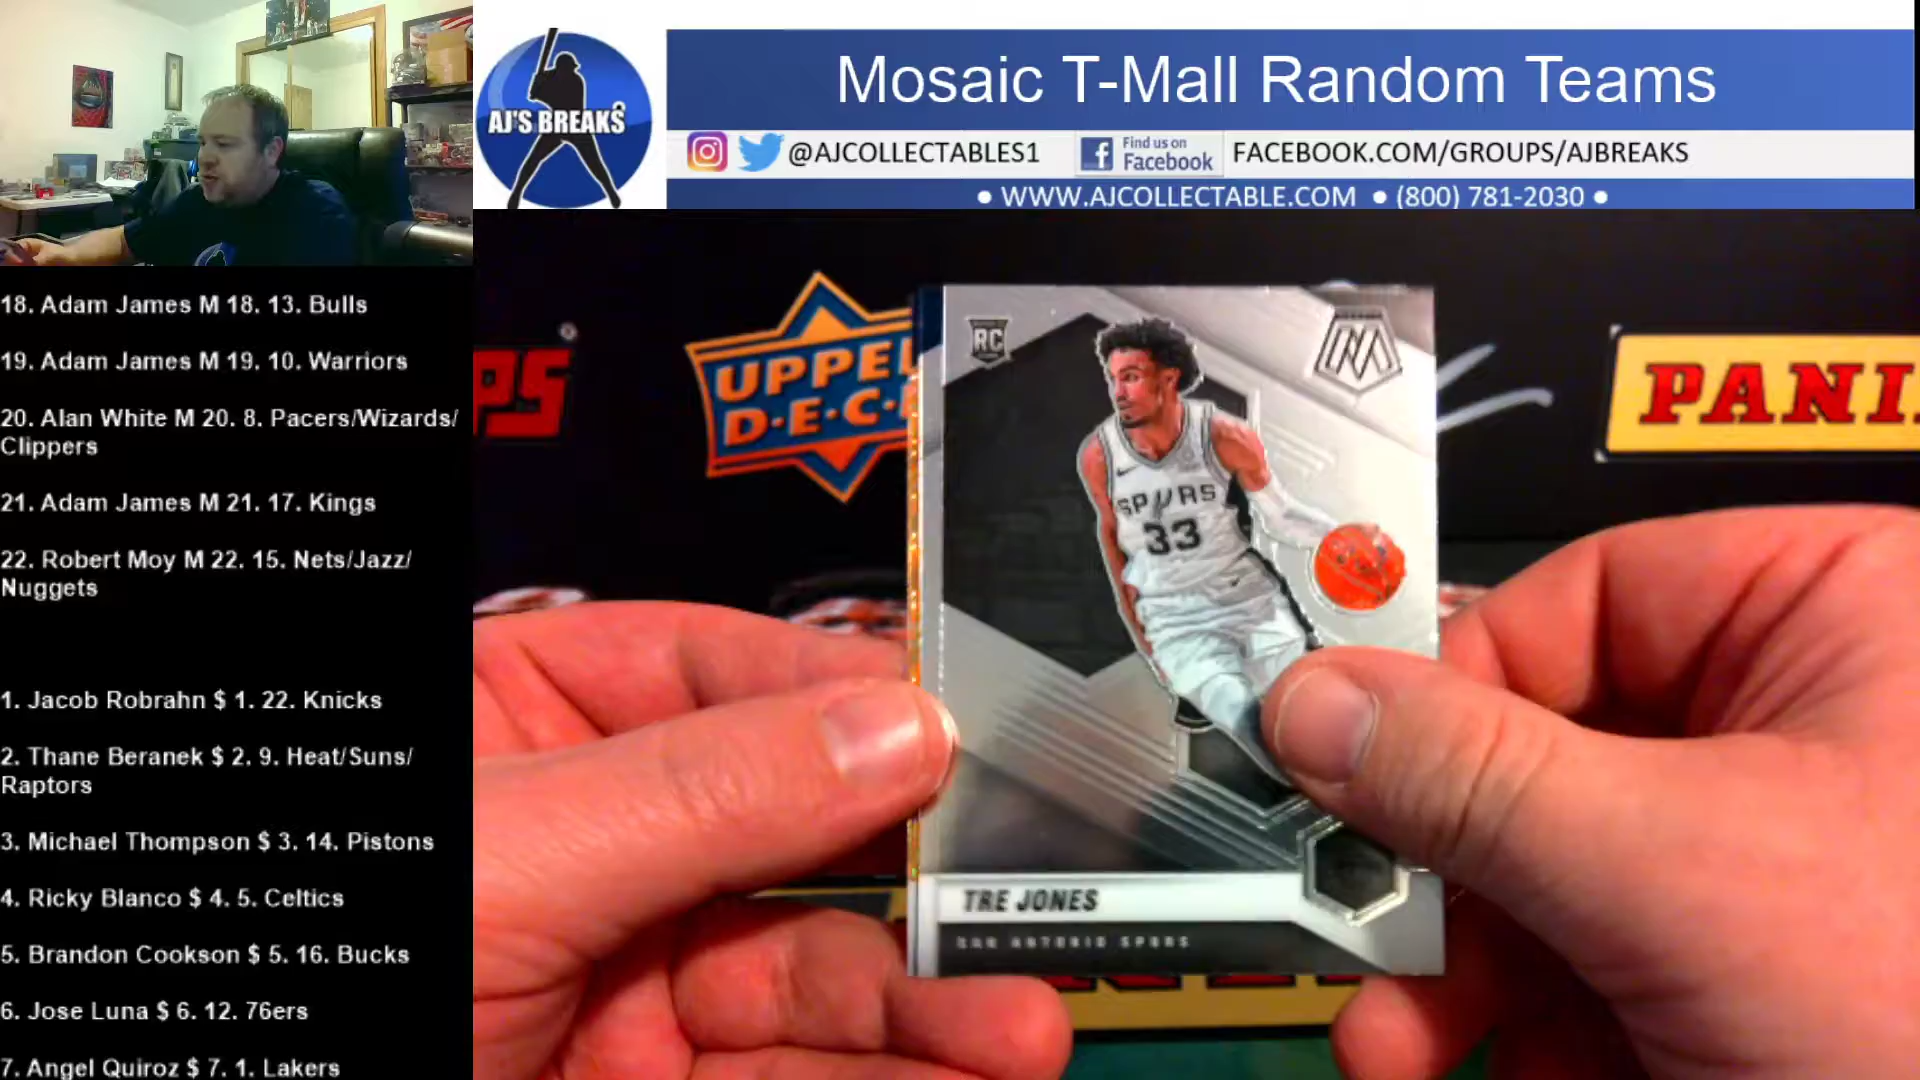 Mosaic T-Mall Random Teams
AJ'S BREAKS
@AJCOLLECTABLES1
Find us on
Facebook
FACEBOOK.COM/GROUPS/AJBREAKS
• WWW.AJCOLLECTABLE.COM • (800) 781-2030 •
18. Adam James M 18. 13. Bulls
19. Adam James M 19. 10. Warriors
20. Alan White M 20. 8. Pacers/Wizards/
Clippers
21. Adam James M 21. 17. Kings
22. Robert Moy M 22. 15. Nets/Jazz/
Nuggets
1. Jacob Robrahn $ 1. 22. Knicks
2. Thane Beranek $ 2. 9. Heat/Suns/
Raptors
3. Michael Thompson $ 3. 14. Pistons
4. Ricky Blanco $ 4. 5. Celtics
5. Brandon Cookson $ 5. 16. Bucks
6. Jose Luna $ 6. 12. 76ers
7. Angel Quiroz $ 7. 1. Lakers
PS
UPPE
D·E·C·
PANI
RC
SPURS
33
TRE JONES
SAN ANTONIO SPURS